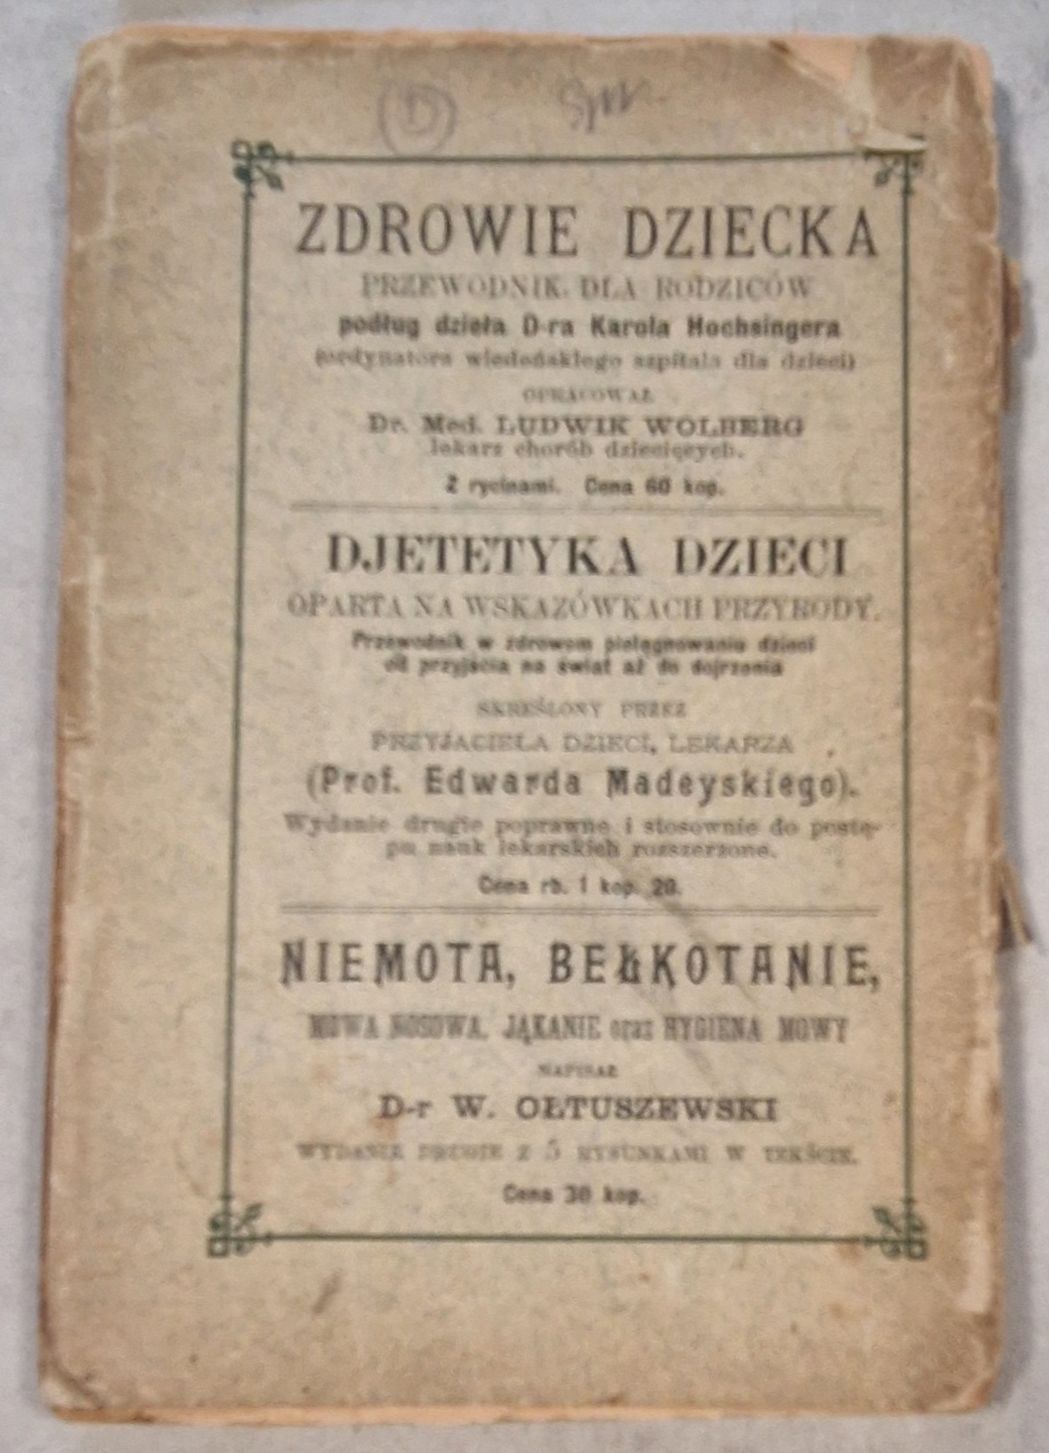 ZDROWIE DZIECKA
PRZEWODNIK DLA RODZICÓW
podług dzieła D-ra Karola Hochsingera
(ordynatora wiedeńskiego szpitala dla dzieci)
OPRACOWAŁ
Dr. Med. LUDWIK WOLBERG
lekarz chorób dziecięcych.
Z rycinami. Cena 60 kop.
DJETETYKA DZIECI
OPARTA NA WSKAZÓWKACH PRZYRODY.
Przewodnik w zdrowem pielęgnowaniu dzieci
od przyjścia na świat aż do dojrzenia
SKREŚLONY PRZEZ
PRZYJACIELA DZIECI, LEKARZA
(Prof. Edwarda Madeyskiego).
Wydanie drugie poprawne i stosownie do postę-
pu nauk lekarskich rozszerzone.
Cena rb. 1 kop. 20.
NIEMOTA, BEŁKOTANIE,
MOWA NOSOWA, JĄKANIE oraz HYGIENA MOWY
NAPISAŁ
D-r W. OŁTUSZEWSKI
WYDANIE DRUGIE Z 5 RYSUNKAMI W TEKŚCIE.
Cena 30 kop.